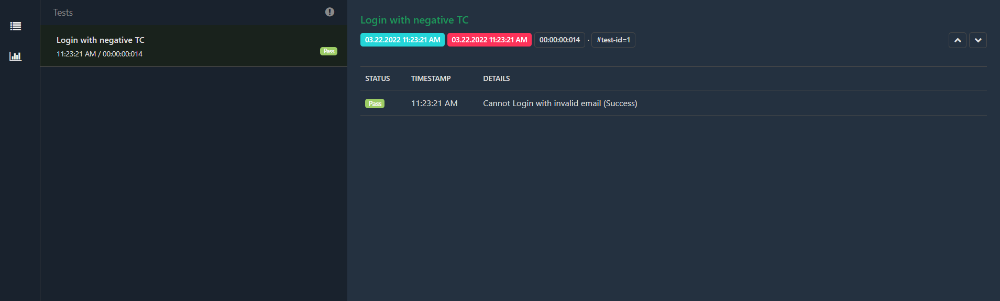 Tests
Login with negative TC
11:23:21 AM / 00:00:00:014
Pass
Login with negative TC
03.22.2022 11:23:21 AM 03.22.2022 11:23:21 AM 00:00:00:014 · #test-id=1
STATUS TIMESTAMP DETAILS
Pass 11:23:21 AM Cannot Login with invalid email (Success)